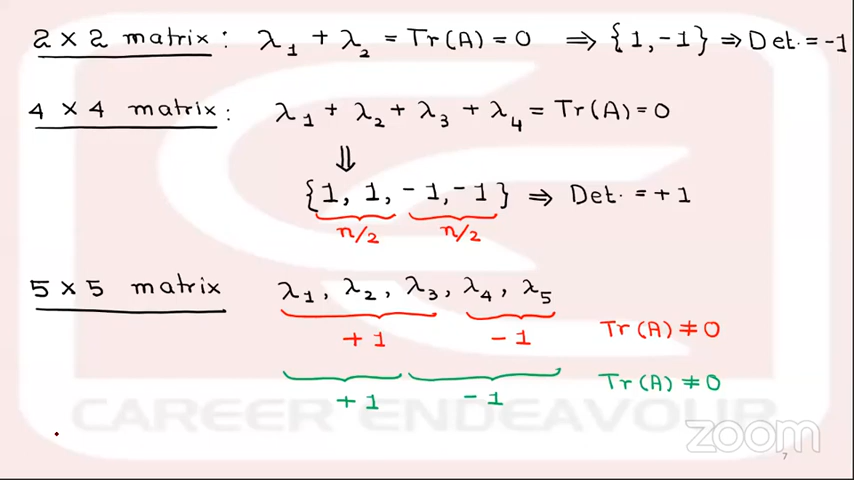 2 × 2 matrix : λ₁ + λ₂ = Tr(A) = 0 ⇒ {1, -1} ⇒ Det. = -1
4 × 4 matrix : λ₁ + λ₂ + λ₃ + λ₄ = Tr(A) = 0
⇓
{1, 1, -1, -1} ⇒ Det. = +1
n/2 n/2
5 × 5 matrix λ₁, λ₂, λ₃, λ₄, λ₅
+1 -1 Tr(A) ≠ 0
+1 -1 Tr(A) ≠ 0
CAREER ENDEAVOUR
zoom
7